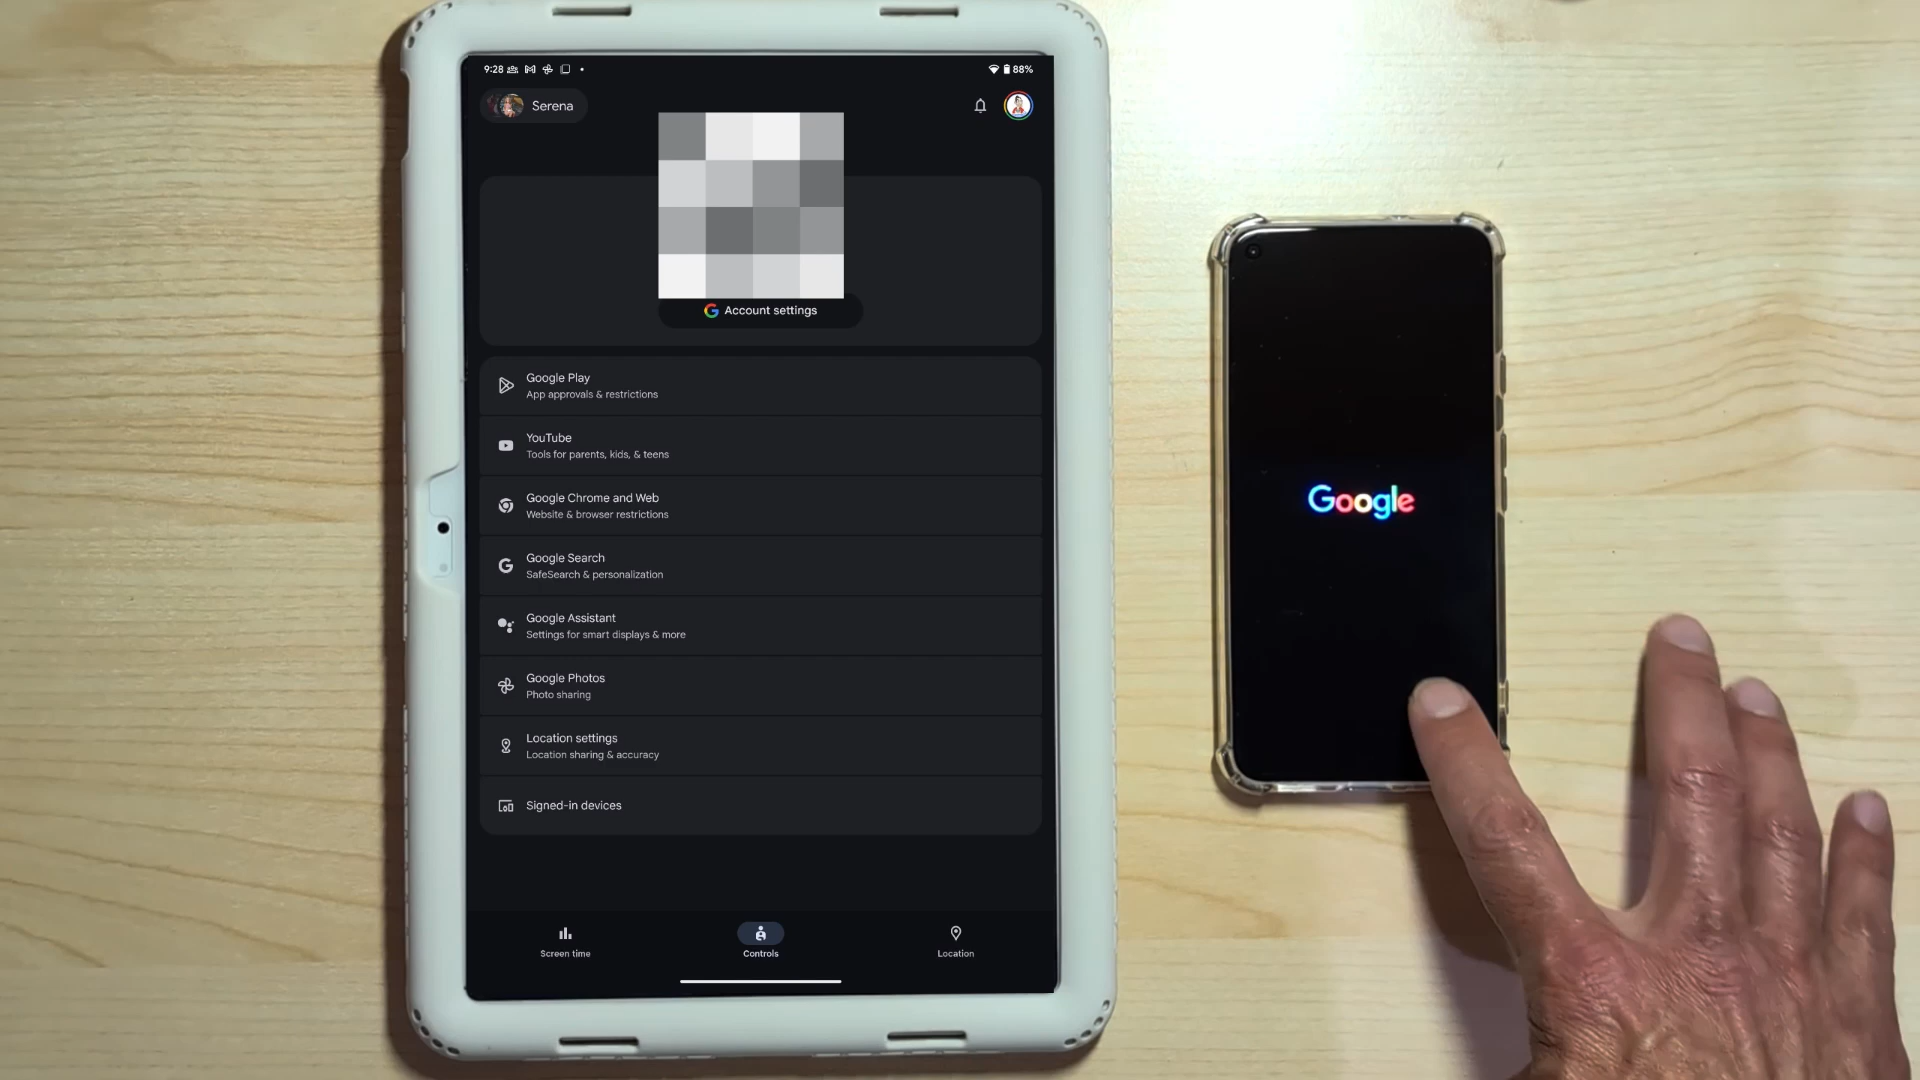 9:28
88%
Serena
Account settings
Google Play
App approvals & restrictions
YouTube
Tools for parents, kids, & teens
Google Chrome and Web
Website & browser restrictions
Google Search
SafeSearch & personalization
Google Assistant
Settings for smart displays & more
Google Photos
Photo sharing
Location settings
Location sharing & accuracy
Signed-in devices
Screen time
Controls
Location
Google